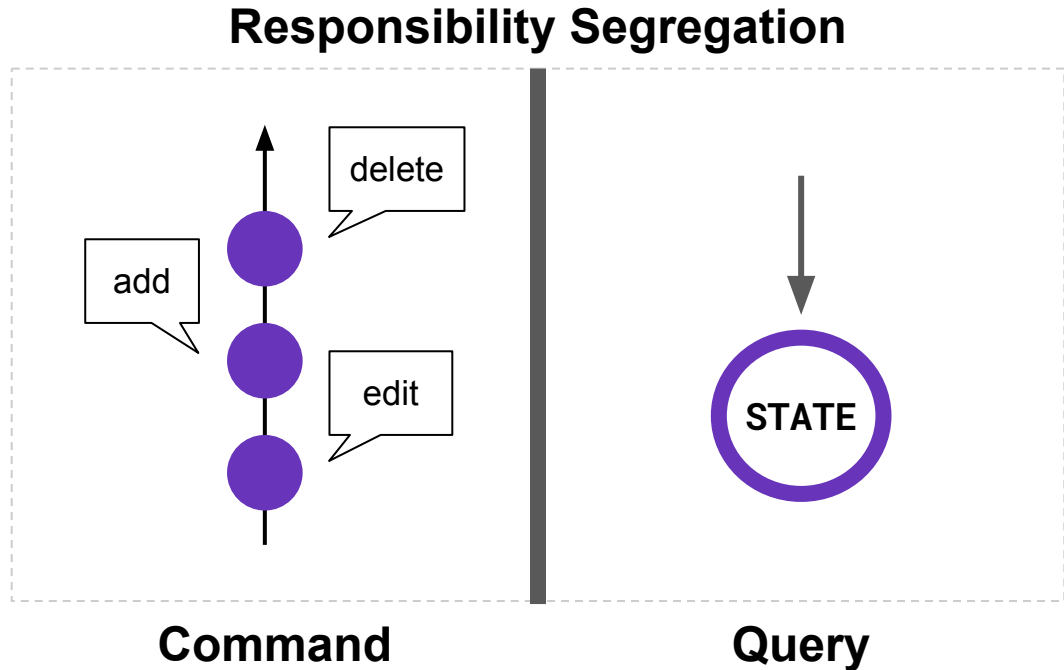 Responsibility Segregation
delete
add
edit
STATE
Command
Query